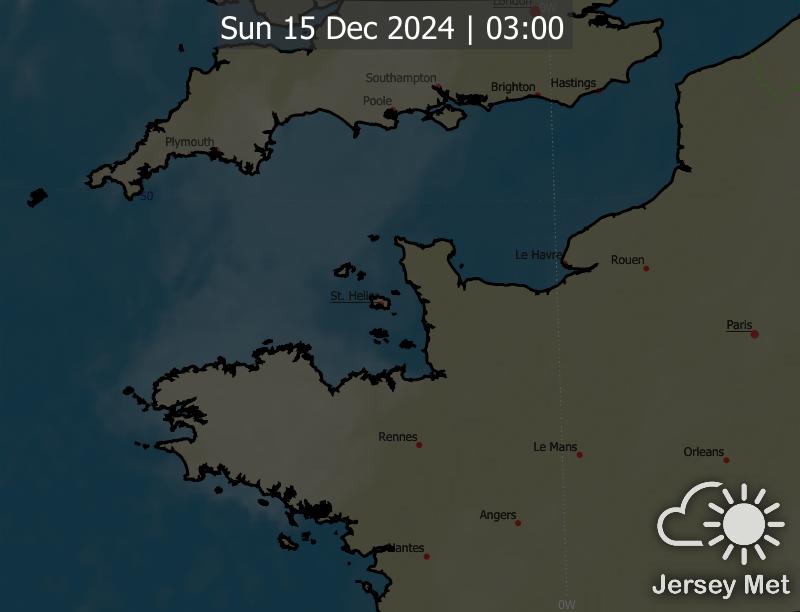 London
0W
Sun 15 Dec 2024 | 03:00
Southampton
Brighton
Hastings
Poole
Plymouth
50
Le Havre
Rouen
St. Helier
Paris
Rennes
Le Mans
Orleans
Angers
Nantes
Jersey Met
0W